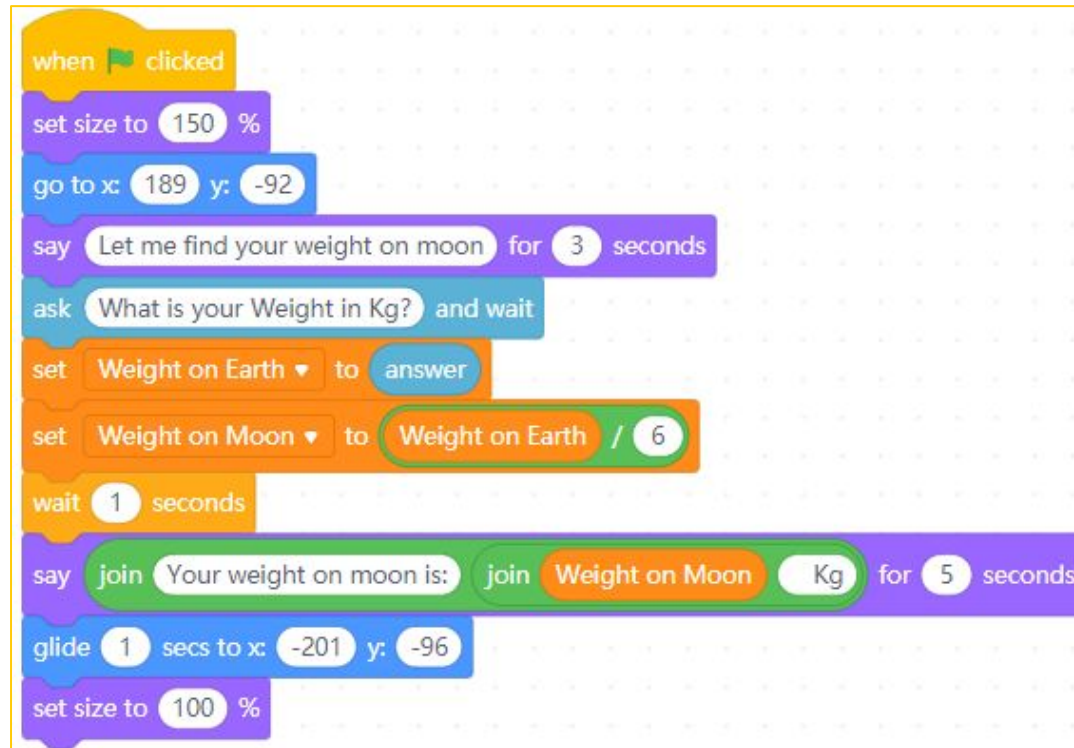 when clicked
set size to 150 %
go to x: 189 y: -92
say Let me find your weight on moon for 3 seconds
ask What is your Weight in Kg? and wait
set Weight on Earth to answer
set Weight on Moon to Weight on Earth / 6
wait 1 seconds
say join Your weight on moon is: join Weight on Moon Kg for 5 seconds
glide 1 secs to x: -201 y: -96
set size to 100 %